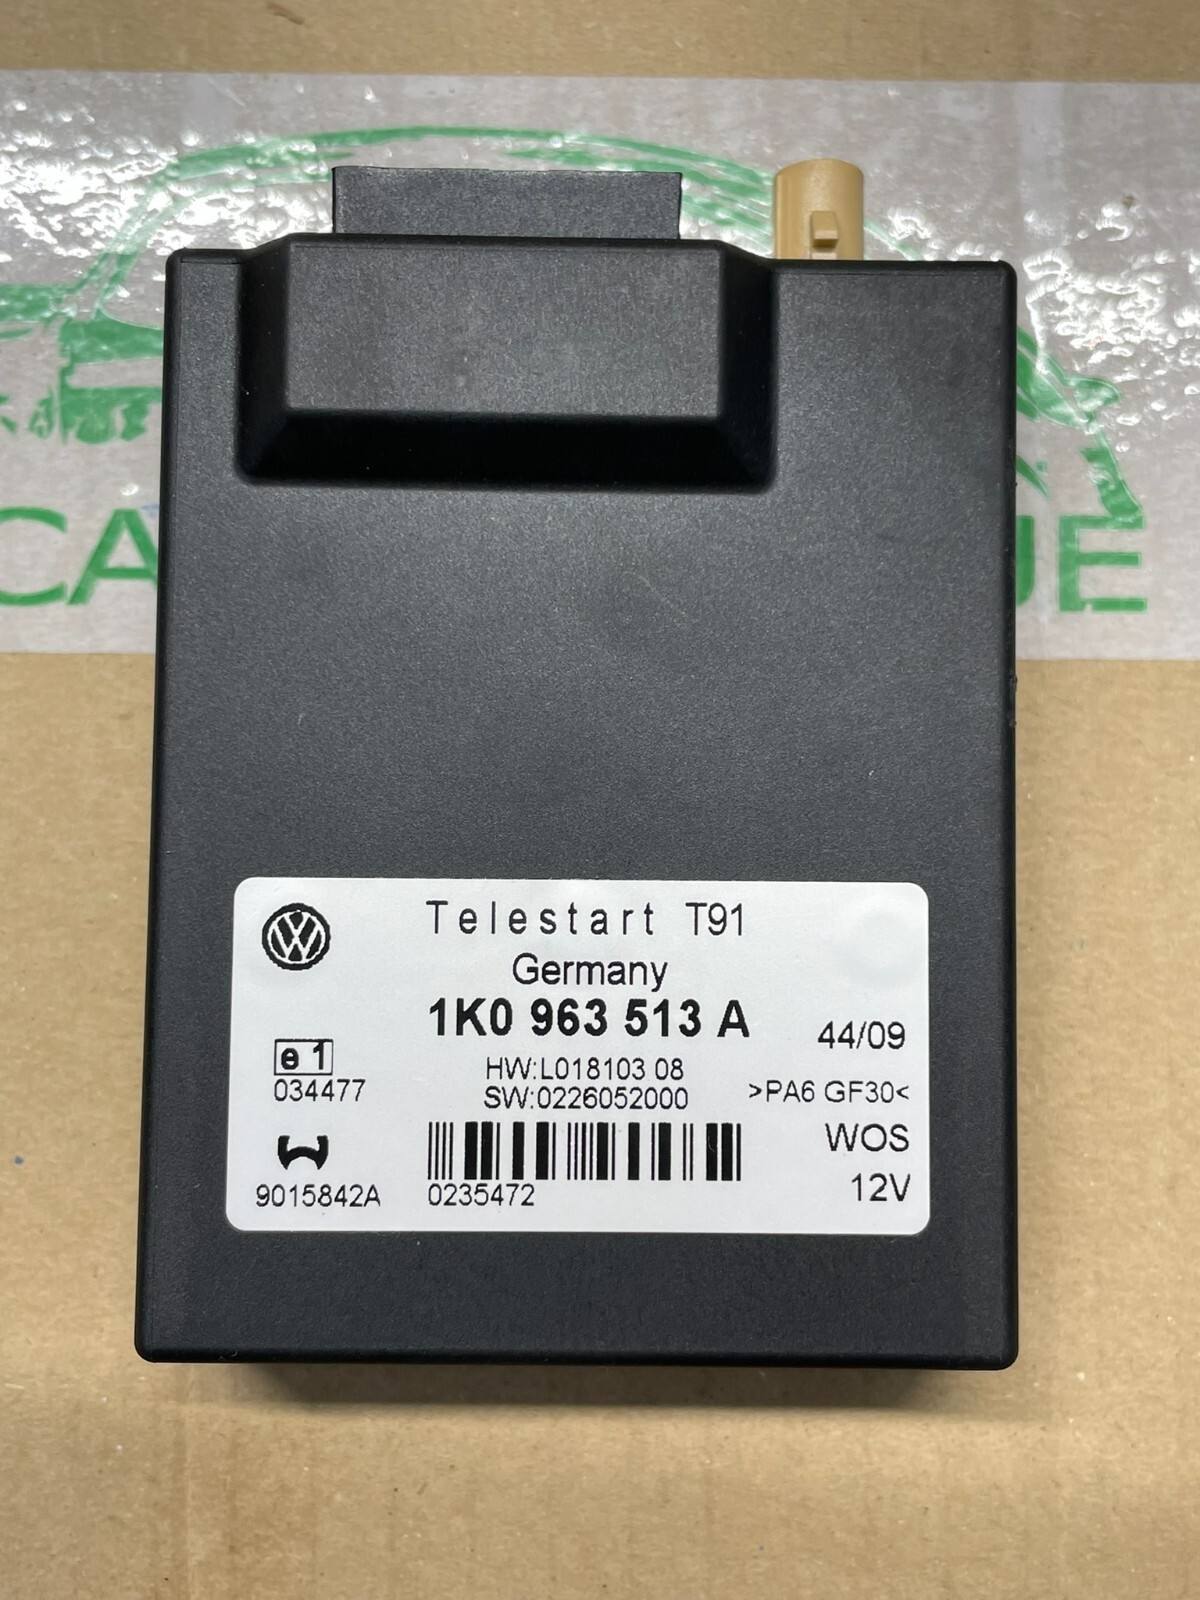 Telestart T91
Germany
1K0 963 513 A
44/09
e 1
034477
HW:L018103 08
SW:0226052000
>PA6 GF30<
WOS
12V
9015842A
0235472